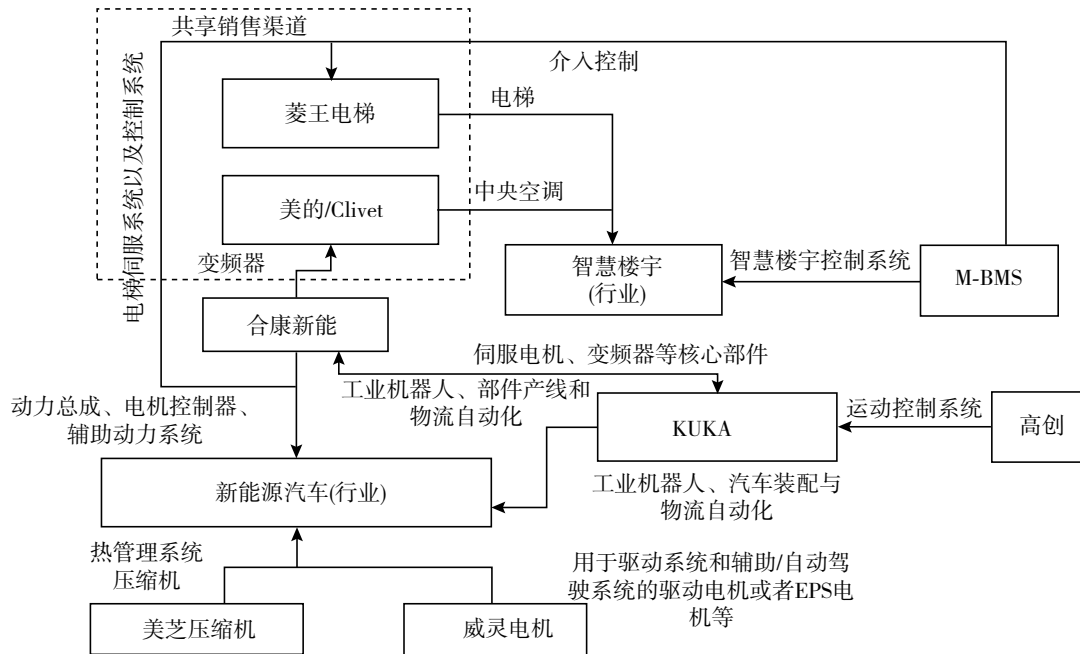 共享销售渠道
介入控制
电梯伺服系统以及控制系统
菱王电梯
电梯
美的/Clivet
中央空调
变频器
智慧楼宇
(行业)
智慧楼宇控制系统
M-BMS
合康新能
伺服电机、变频器等核心部件
工业机器人、部件产线和
物流自动化
动力总成、电机控制器、
辅助动力系统
KUKA
运动控制系统
高创
新能源汽车(行业)
工业机器人、汽车装配与
物流自动化
热管理系统
压缩机
用于驱动系统和辅助/自动驾
驶系统的驱动电机或者EPS电
机等
美芝压缩机
威灵电机